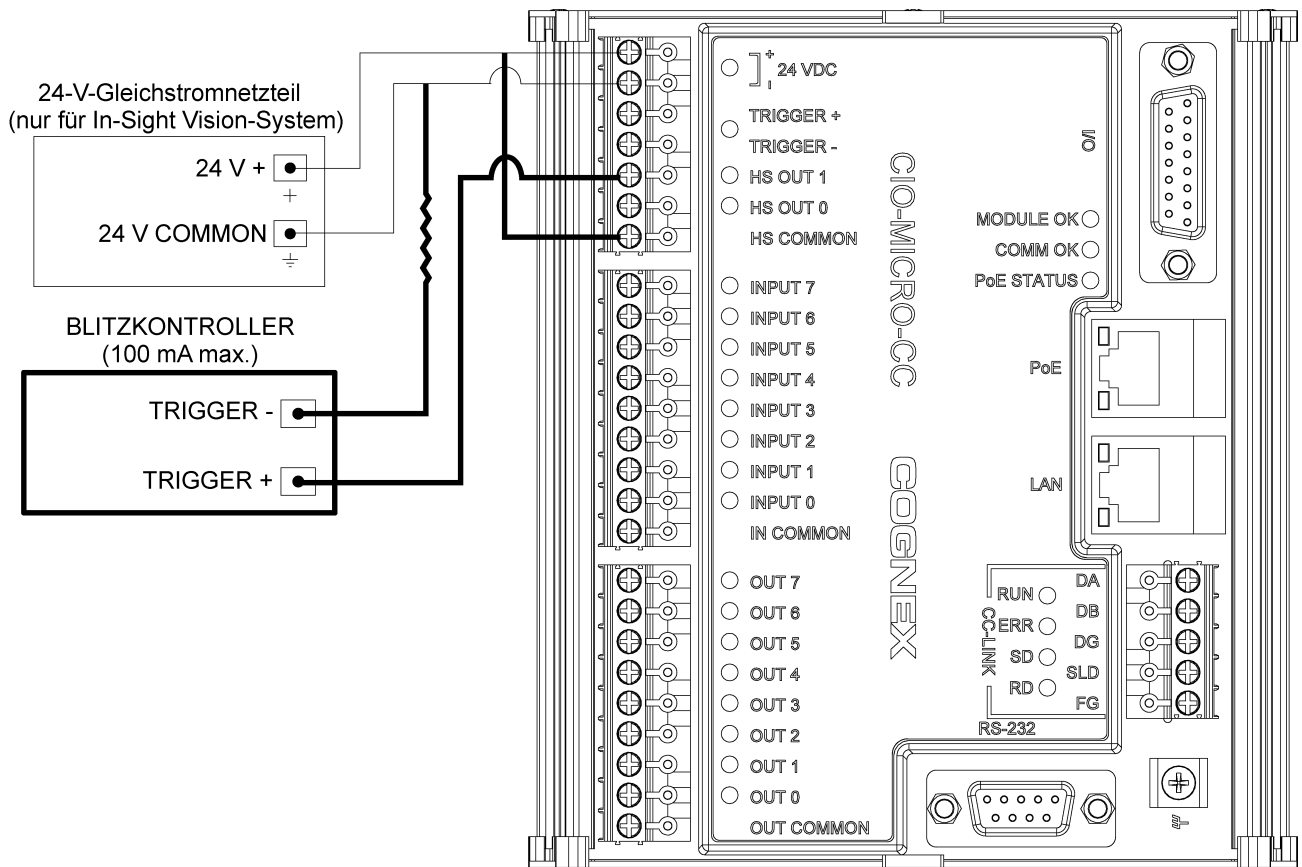 24-V-Gleichstromnetzteil
(nur für In-Sight Vision-System)
24 V +
24 V COMMON
BLITZKONTROLLER
(100 mA max.)
TRIGGER -
TRIGGER +
+
-
24 VDC
TRIGGER +
TRIGGER -
HS OUT 1
HS OUT 0
HS COMMON
INPUT 7
INPUT 6
INPUT 5
INPUT 4
INPUT 3
INPUT 2
INPUT 1
INPUT 0
IN COMMON
OUT 7
OUT 6
OUT 5
OUT 4
OUT 3
OUT 2
OUT 1
OUT 0
OUT COMMON
CIO-MICRO-CC
COGNEX
I/O
MODULE OK
COMM OK
PoE STATUS
PoE
LAN
CC-LINK
RUN
ERR
SD
RD
DA
DB
DG
SLD
FG
RS-232